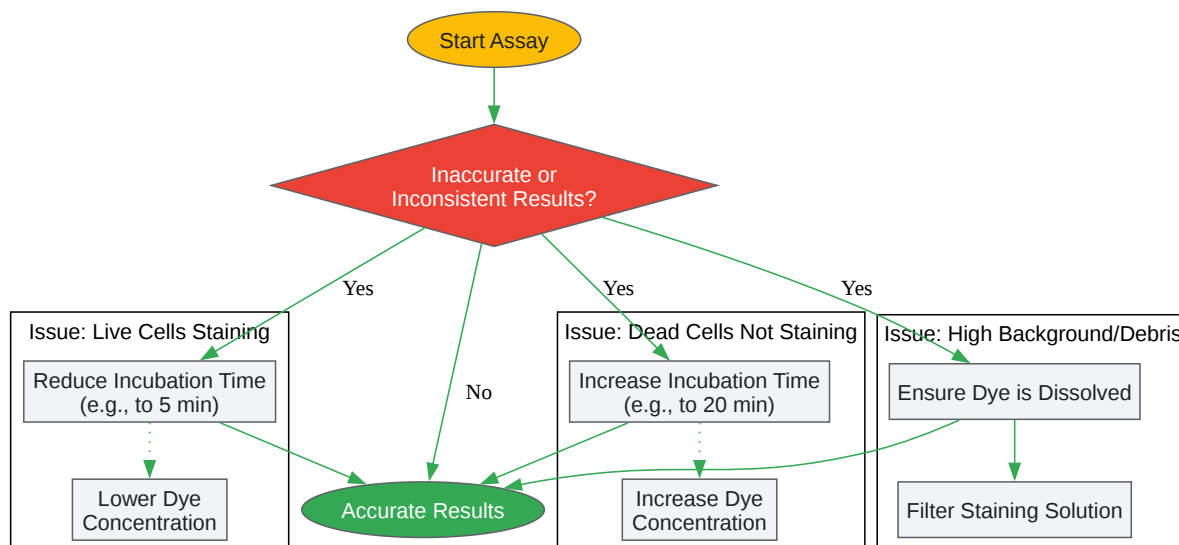 Start Assay
Inaccurate or
Inconsistent Results?
Yes
Yes
Yes
No
Issue: Live Cells Staining
Reduce Incubation Time
(e.g., to 5 min)
Lower Dye
Concentration
Accurate Results
Issue: Dead Cells Not Staining
Increase Incubation Time
(e.g., to 20 min)
Increase Dye
Concentration
Issue: High Background/Debris
Ensure Dye is Dissolved
Filter Staining Solution